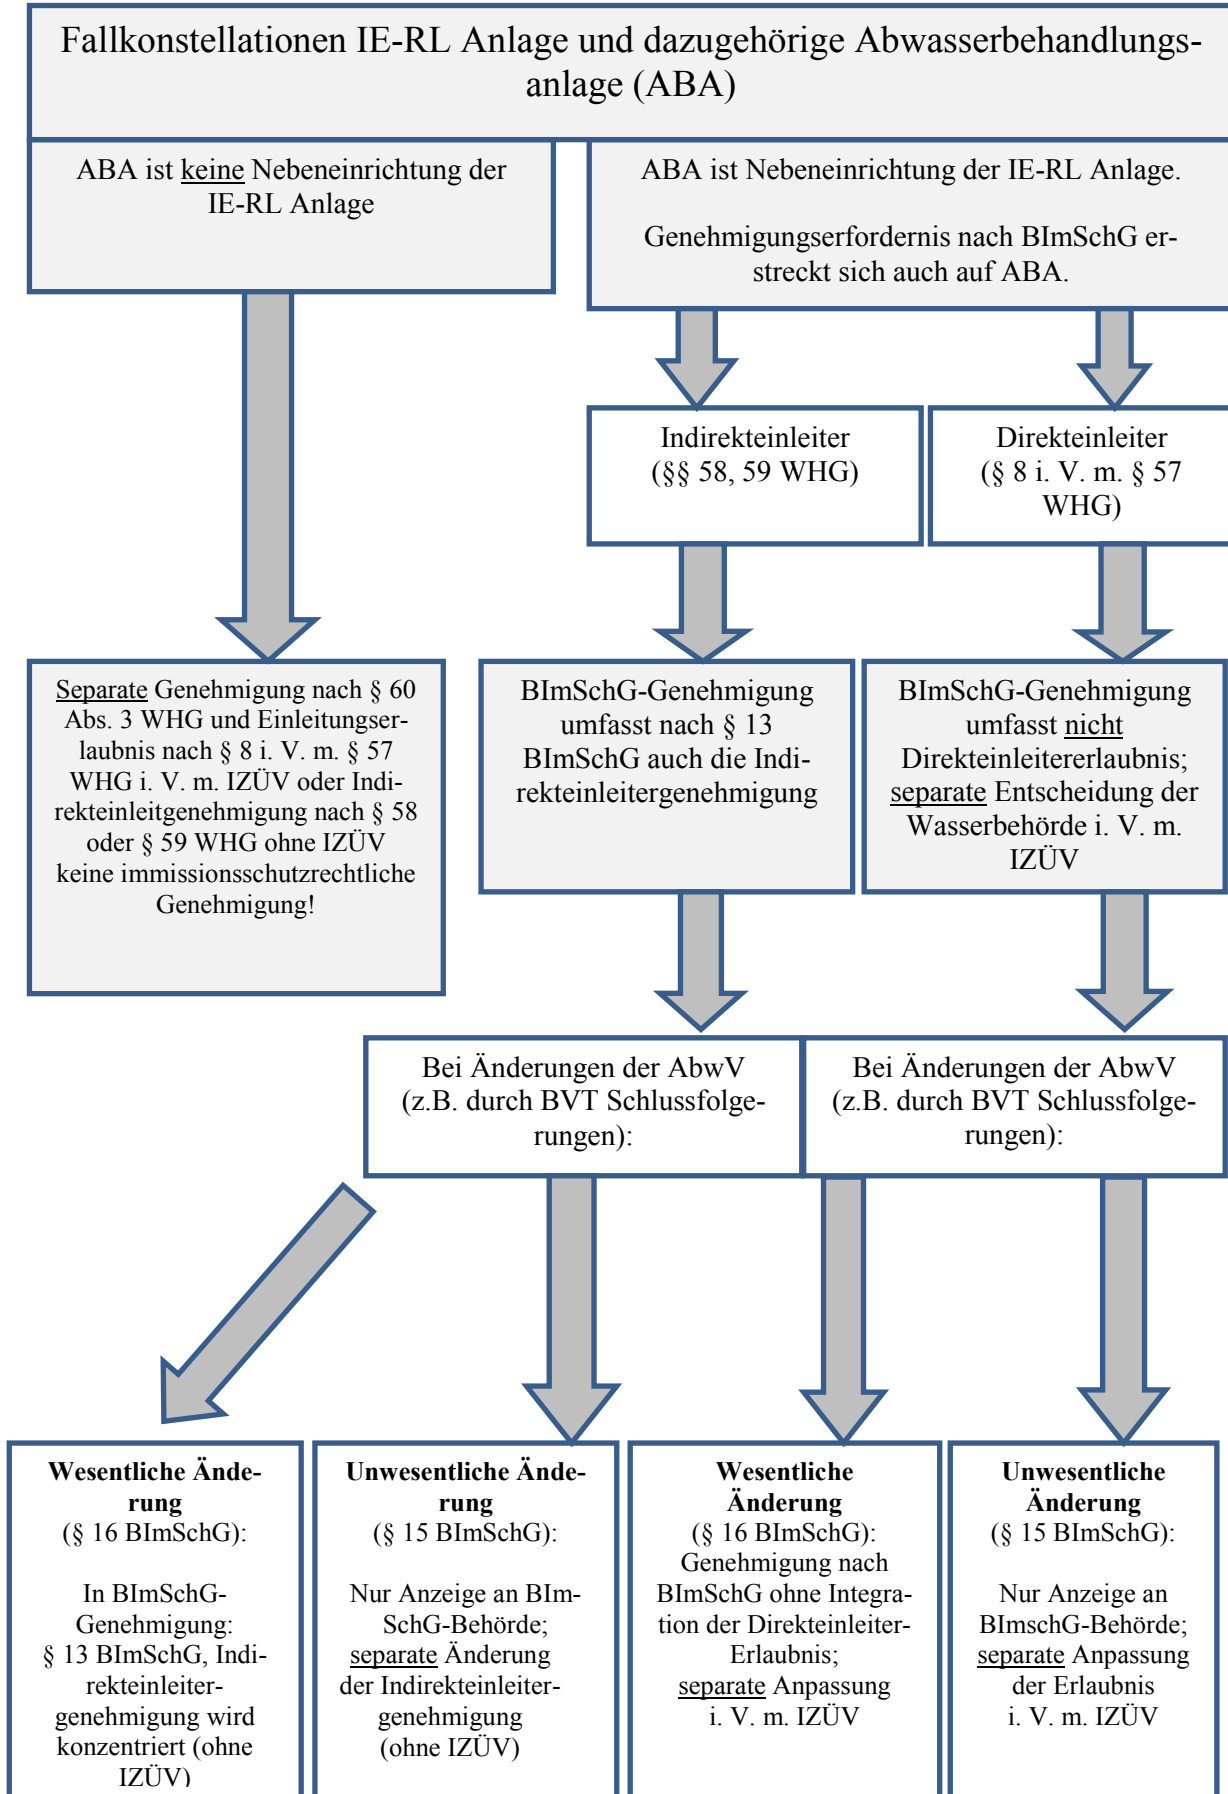 Fallkonstellationen IE-RL Anlage und dazugehörige Abwasserbehandlungs-
anlage (ABA)
ABA ist keine Nebeneinrichtung der
IE-RL Anlage
ABA ist Nebeneinrichtung der IE-RL Anlage.
Genehmigungserfordernis nach BImSchG er-
streckt sich auch auf ABA.
Indirekteinleiter
(§§ 58, 59 WHG)
Direkteinleiter
(§ 8 i. V. m. § 57
WHG)
Separate Genehmigung nach § 60
Abs. 3 WHG und Einleitungser-
laubnis nach § 8 i. V. m. § 57
WHG i. V. m. IZÜV oder Indi-
rekteinleitgenehmigung nach § 58
oder § 59 WHG ohne IZÜV
keine immissionsschutzrechtliche
Genehmigung!
BImSchG-Genehmigung
umfasst nach § 13
BImSchG auch die Indi-
rekteinleitergenehmigung
BImSchG-Genehmigung
umfasst nicht
Direkteinleitererlaubnis;
separate Entscheidung der
Wasserbehörde i. V. m.
IZÜV
Bei Änderungen der AbwV
(z.B. durch BVT Schlussfolge-
rungen):
Bei Änderungen der AbwV
(z.B. durch BVT Schlussfolge-
rungen):
Wesentliche Ände-
rung
(§ 16 BImSchG):
In BImSchG-
Genehmigung:
§ 13 BImSchG, Indi-
rekteinleiter-
genehmigung wird
konzentriert (ohne
IZÜV)
Unwesentliche Ände-
rung
(§ 15 BImSchG):
Nur Anzeige an BIm-
SchG-Behörde;
separate Änderung
der Indirekteinleiter-
genehmigung
(ohne IZÜV)
Wesentliche
Änderung
(§ 16 BImSchG):
Genehmigung nach
BImSchG ohne Integra-
tion der Direkteinleiter-
Erlaubnis;
separate Anpassung
i. V. m. IZÜV
Unwesentliche
Änderung
(§ 15 BImSchG):
Nur Anzeige an
BImschG-Behörde;
separate Anpassung
der Erlaubnis
i. V. m. IZÜV